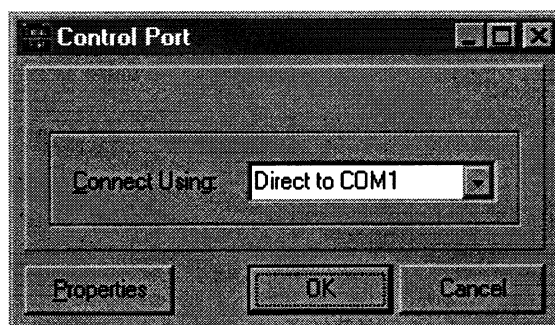 Control Port
Connect Using: Direct to COM1
Properties OK Cancel